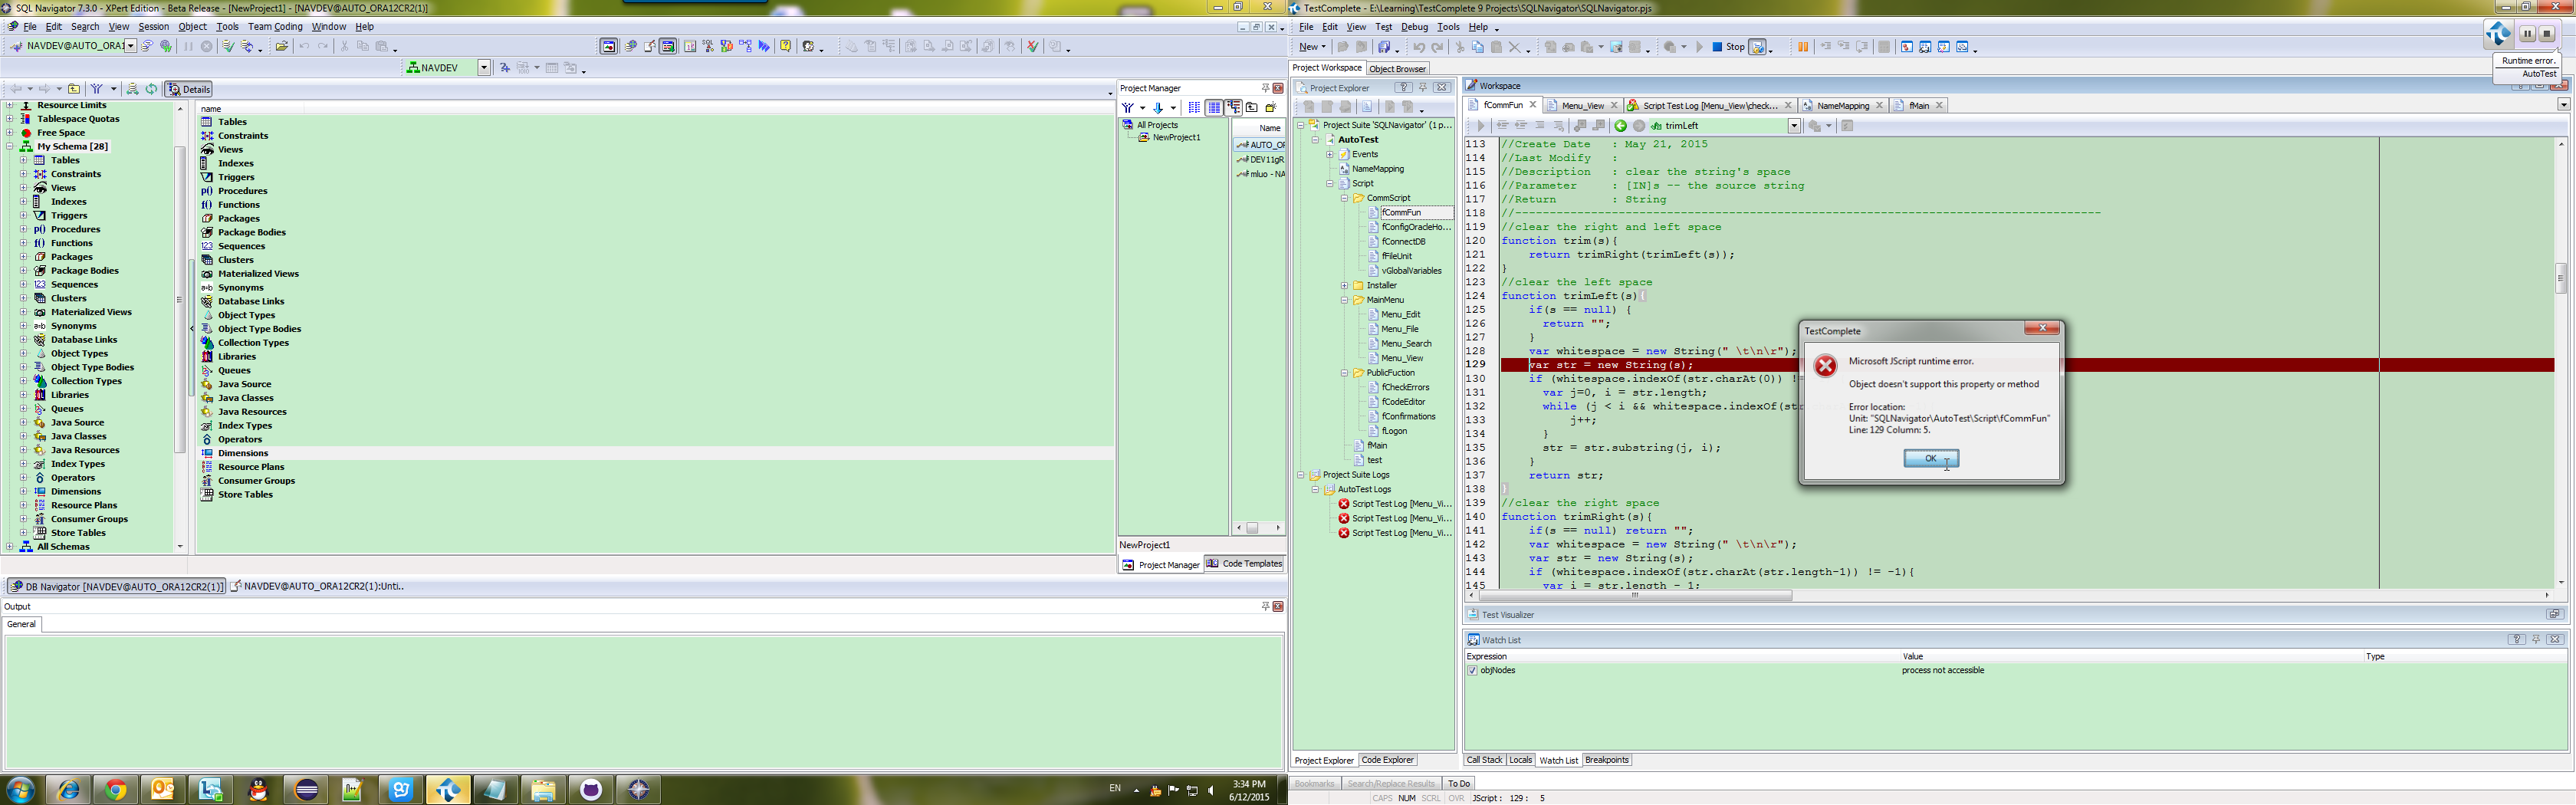 SQL Navigator 7.3.0 - XPert Edition - Beta Release - [NewProject1] - [NAVDEV@AUTO_ORA12CR2(1)]
File Edit Search View Session Object Tools Team Coding Window Help
NAVDEV@AUTO_ORA1
NAVDEV
Details
Resource Limits
Tablespace Quotas
Free Space
My Schema [28]
Tables
Constraints
Views
Indexes
Triggers
Procedures
Functions
Packages
Package Bodies
Sequences
Clusters
Materialized Views
Synonyms
Database Links
Object Types
Object Type Bodies
Collection Types
Libraries
Queues
Java Source
Java Classes
Java Resources
Index Types
Operators
Dimensions
Resource Plans
Consumer Groups
Store Tables
All Schemas
name
Tables
Constraints
Views
Indexes
Triggers
Procedures
Functions
Packages
Package Bodies
Sequences
Clusters
Materialized Views
Synonyms
Database Links
Object Types
Object Type Bodies
Collection Types
Libraries
Queues
Java Source
Java Classes
Java Resources
Index Types
Operators
Dimensions
Resource Plans
Consumer Groups
Store Tables
Project Manager
All Projects
NewProject1
Name
AUTO_OR
DEV11gR
mluo - NA
NewProject1
Project Manager Code Templates
DB Navigator [NAVDEV@AUTO_ORA12CR2(1)] NAVDEV@AUTO_ORA12CR2(1):Unti..
Output
General
EN
3:34 PM
6/12/2015
TestComplete - E:\Learning\TestComplete 9 Projects\SQLNavigator\SQLNavigator.pjs
File Edit View Test Debug Tools Help
New Stop
Runtime error.
AutoTest
Project Workspace Object Browser
Project Explorer
Project Suite 'SQLNavigator' (1 p...
AutoTest
Events
NameMapping
Script
CommScript
fCommFun
fConfigOracleHo...
fConnectDB
fFileUnit
vGlobalVariables
Installer
MainMenu
Menu_Edit
Menu_File
Menu_Search
Menu_View
PublicFuction
fCheckErrors
fCodeEditor
fConfirmations
fLogon
fMain
test
Project Suite Logs
AutoTest Logs
Script Test Log [Menu_Vi...
Script Test Log [Menu_Vi...
Script Test Log [Menu_Vi...
Project Explorer Code Explorer
Workspace
fCommFun Menu_View Script Test Log [Menu_View\check... NameMapping fMain
trimLeft
113 //Create Date : May 21, 2015
114 //Last Modify :
115 //Description : clear the string's space
116 //Parameter : [IN]s -- the source string
117 //Return : String
118 //-------------------------------------------------------------------------------------
119 //clear the right and left space
120 function trim(s){
121 return trimRight(trimLeft(s));
122 }
123 //clear the left space
124 function trimLeft(s){
125 if(s == null) {
126 return "";
127 }
128 var whitespace = new String(" \t\n\r");
129 var str = new String(s);
130 if (whitespace.indexOf(str.charAt(0)) !=
131 var j=0, i = str.length;
132 while (j < i && whitespace.indexOf(str
133 j++;
134 }
135 str = str.substring(j, i);
136 }
137 return str;
138 }
139 //clear the right space
140 function trimRight(s){
141 if(s == null) return "";
142 var whitespace = new String(" \t\n\r");
143 var str = new String(s);
144 if (whitespace.indexOf(str.charAt(str.length-1)) != -1){
145 var i = str.length - 1;
TestComplete
Microsoft JScript runtime error.
Object doesn't support this property or method
Error location:
Unit: "SQLNavigator\AutoTest\Script\fCommFun"
Line: 129 Column: 5.
OK
Test Visualizer
Watch List
Expression Value Type
objNodes process not accessible
Call Stack Locals Watch List Breakpoints
Bookmarks Search/Replace Results To Do
CAPS NUM SCRL OVR JScript : 129 : 5